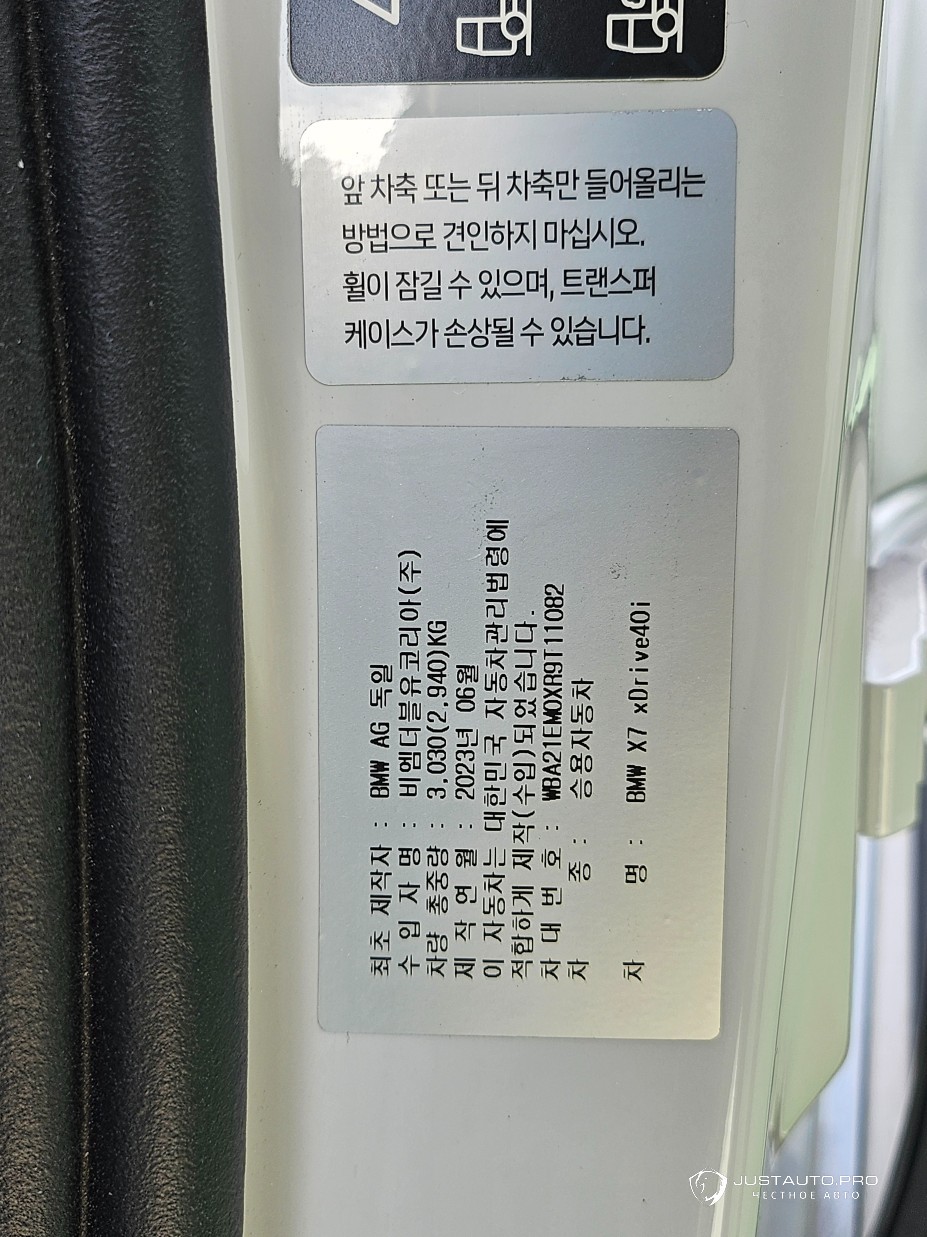 앞 차축 또는 뒤 차축만 들어올리는
방법으로 견인하지 마십시오.
휠이 잠길 수 있으며, 트랜스퍼
케이스가 손상될 수 있습니다.
최초 제작자 : BMW AG 독일
수 입 자 명 : 비엠더블유코리아(주)
차량 총중량 : 3,030(2,940)KG
제 작 연 월 : 2023년 06월
이 자동차는 대한민국 자동차관리법령에
적합하게 제작(수입)되었습니다.
차 대 번 호 : WBA21EM0XR9T11082
차 종 : 승용자동차
차 명 : BMW X7 xDrive40i
JUSTAUTO.PRO
ЧЕСТНОЕ АВТО